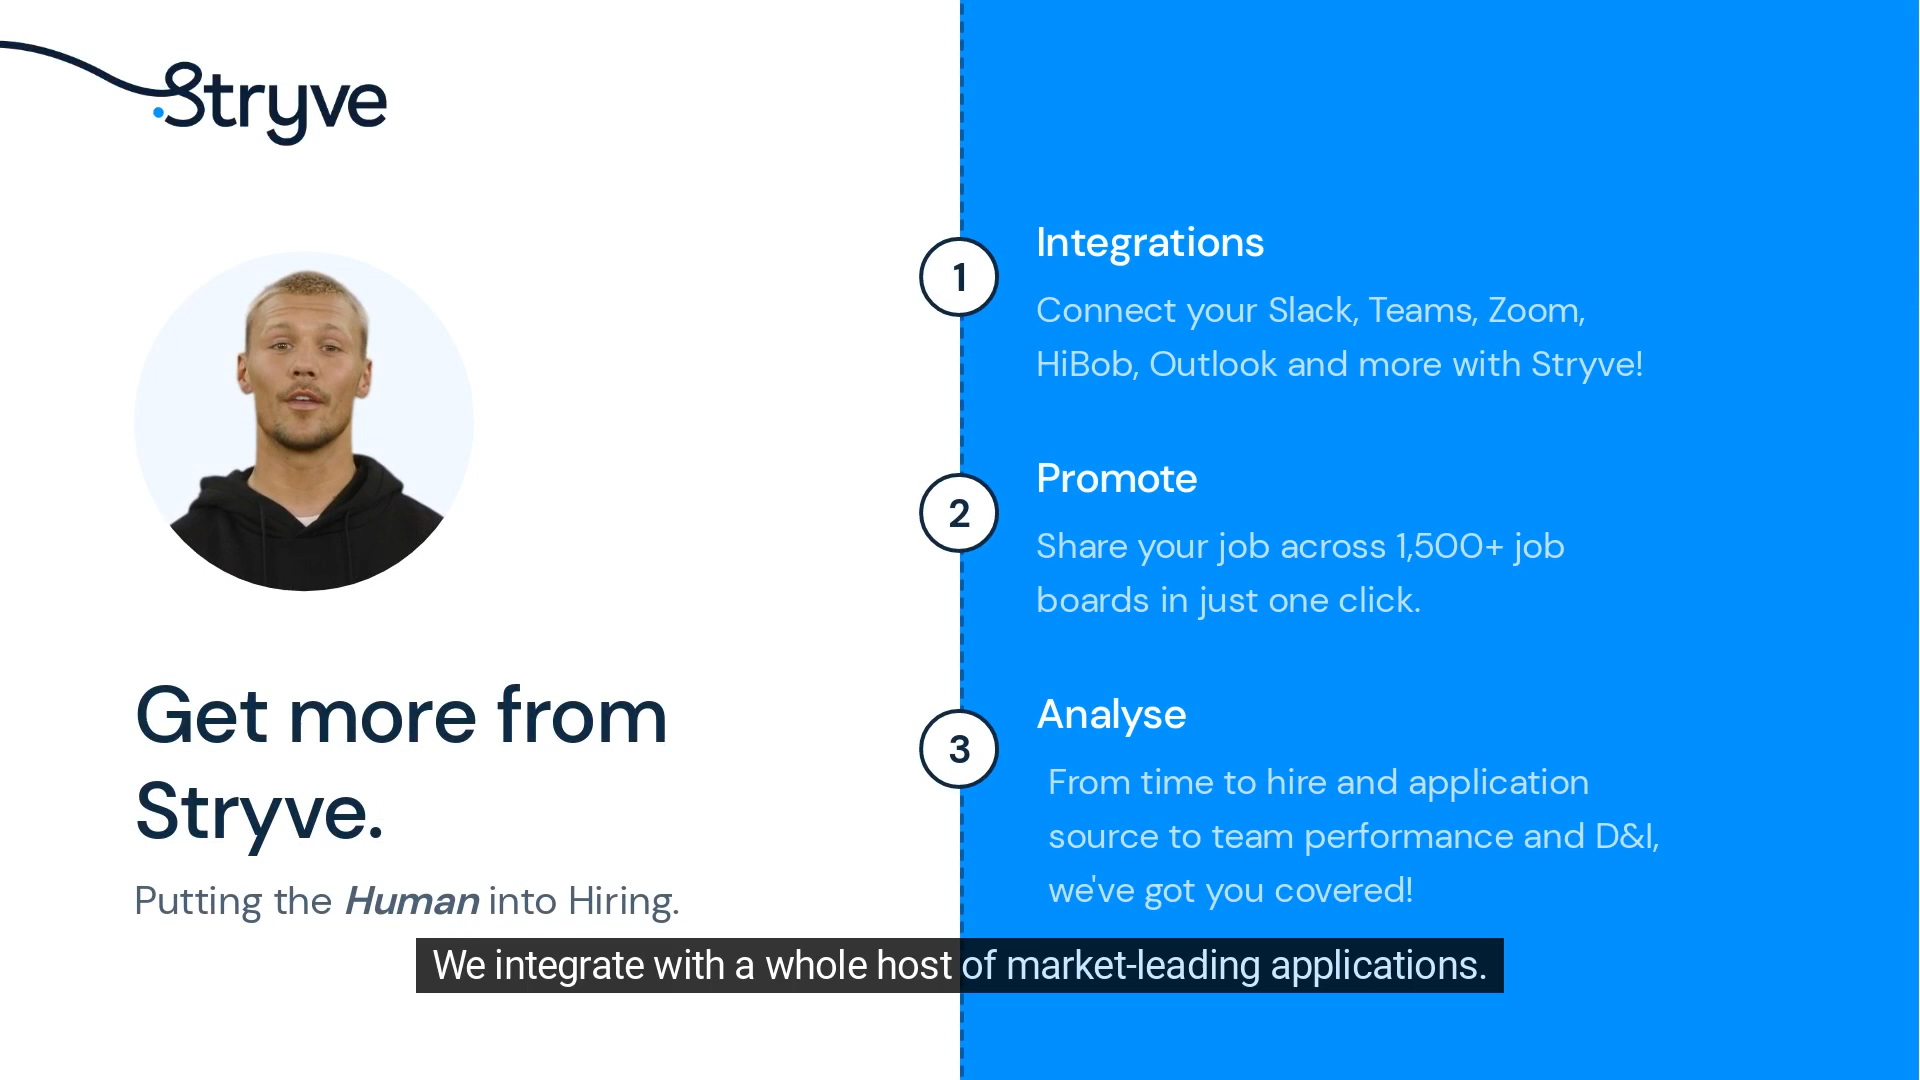 Stryve
Get more from
Stryve.
Putting the Human into Hiring.
1
Integrations
Connect your Slack, Teams, Zoom,
HiBob, Outlook and more with Stryve!
2
Promote
Share your job across 1,500+ job
boards in just one click.
3
Analyse
From time to hire and application
source to team performance and D&I,
we've got you covered!
We integrate with a whole host of market-leading applications.